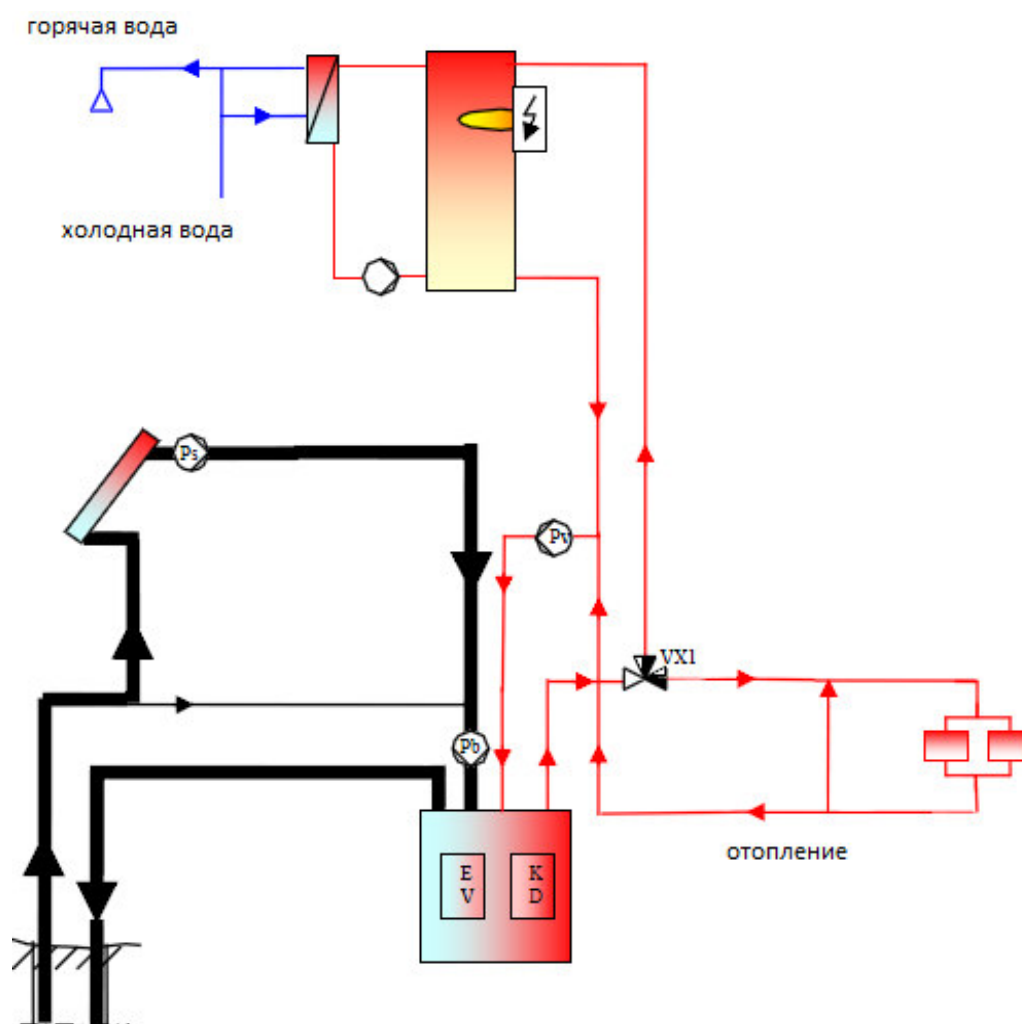 горячая вода
холодная вода
Ps
Pv
VX1
Pb
E
V
K
D
отопление